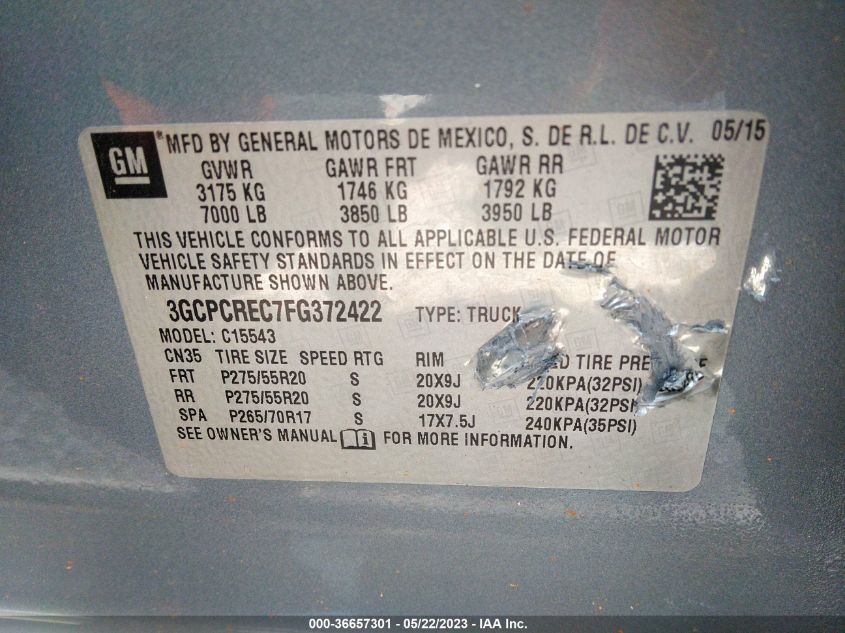 GM® MFD BY GENERAL MOTORS DE MEXICO, S. DE R.L. DE C.V. 05/15
GVWR GAWR FRT GAWR RR
3175 KG 1746 KG 1792 KG
7000 LB 3850 LB 3950 LB
THIS VEHICLE CONFORMS TO ALL APPLICABLE U.S. FEDERAL MOTOR
VEHICLE SAFETY STANDARDS IN EFFECT ON THE DATE OF
MANUFACTURE SHOWN ABOVE.
3GCPCREC7FG372422 TYPE: TRUCK
MODEL: C15543
CN35 TIRE SIZE SPEED RTG RIM TIRE
FRT P275/55R20 S 20X9J 220KPA(32PSI)
RR P275/55R20 S 20X9J 220KPA(32PSI)
SPA P265/70R17 S 17X7.5J 240KPA(35PSI)
SEE OWNER'S MANUAL FOR MORE INFORMATION.
000-36657301 - 05/22/2023 - IAA Inc.